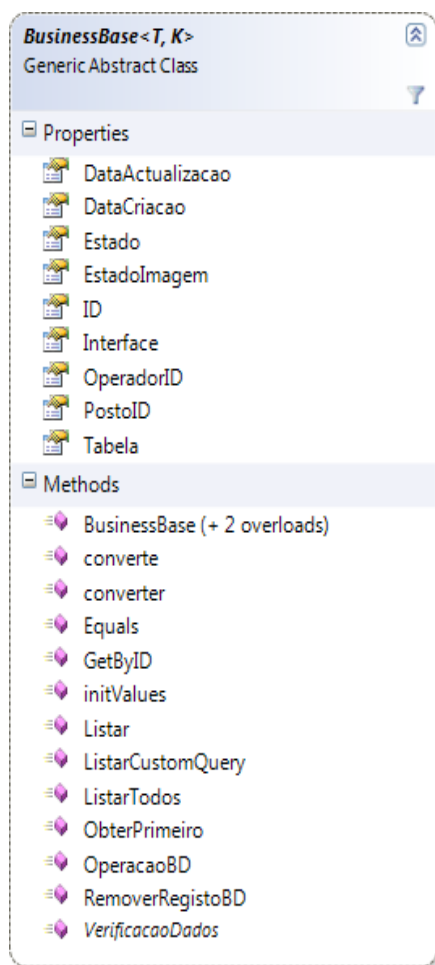 BusinessBase<T, K>
Generic Abstract Class
Properties
DataActualizacao
DataCriacao
Estado
EstadoImagem
ID
Interface
OperadorID
PostoID
Tabela
Methods
BusinessBase (+ 2 overloads)
converte
converter
Equals
GetByID
initValues
Listar
ListarCustomQuery
ListarTodos
ObterPrimeiro
OperacaoBD
RemoverRegistoBD
VerificacaoDados